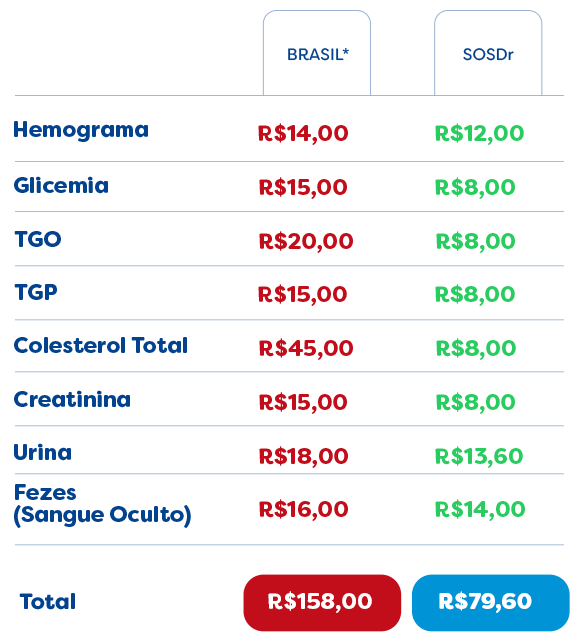 BRASIL* SOSDr
Hemograma R$14,00 R$12,00
Glicemia R$15,00 R$8,00
TGO R$20,00 R$8,00
TGP R$15,00 R$8,00
Colesterol Total R$45,00 R$8,00
Creatinina R$15,00 R$8,00
Urina R$18,00 R$13,60
Fezes
(Sangue Oculto) R$16,00 R$14,00
Total R$158,00 R$79,60